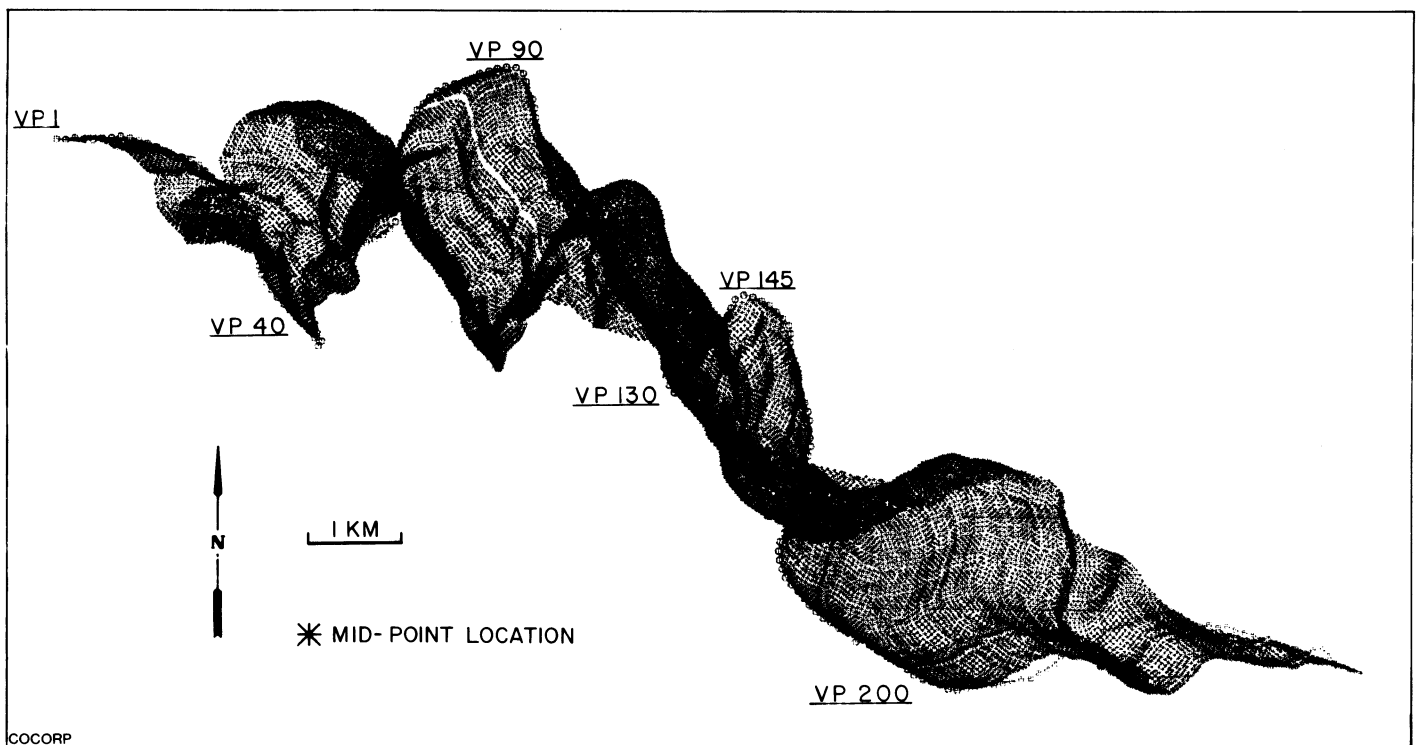 VP 90
VP 1
VP 145
VP 40
VP 130
1 KM
N
MID-POINT LOCATION
VP 200
COCORP